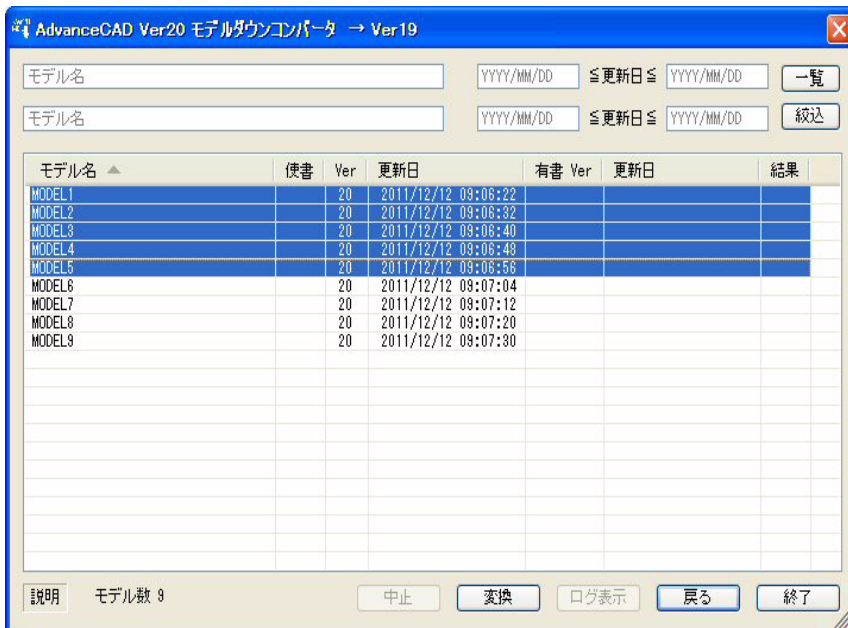 AdvanceCAD Ver20 モデルダウンコンバータ → Ver19
モデル名 YYYY/MM/DD ≦更新日≦ YYYY/MM/DD 一覧
モデル名 YYYY/MM/DD ≦更新日≦ YYYY/MM/DD 絞込
モデル名 使書 Ver 更新日 有書 Ver 更新日 結果
MODEL1 20 2011/12/12 09:06:22
MODEL2 20 2011/12/12 09:06:32
MODEL3 20 2011/12/12 09:06:40
MODEL4 20 2011/12/12 09:06:48
MODEL5 20 2011/12/12 09:06:56
MODEL6 20 2011/12/12 09:07:04
MODEL7 20 2011/12/12 09:07:12
MODEL8 20 2011/12/12 09:07:20
MODEL9 20 2011/12/12 09:07:30
説明 モデル数 9 中止 変換 ログ表示 戻る 終了